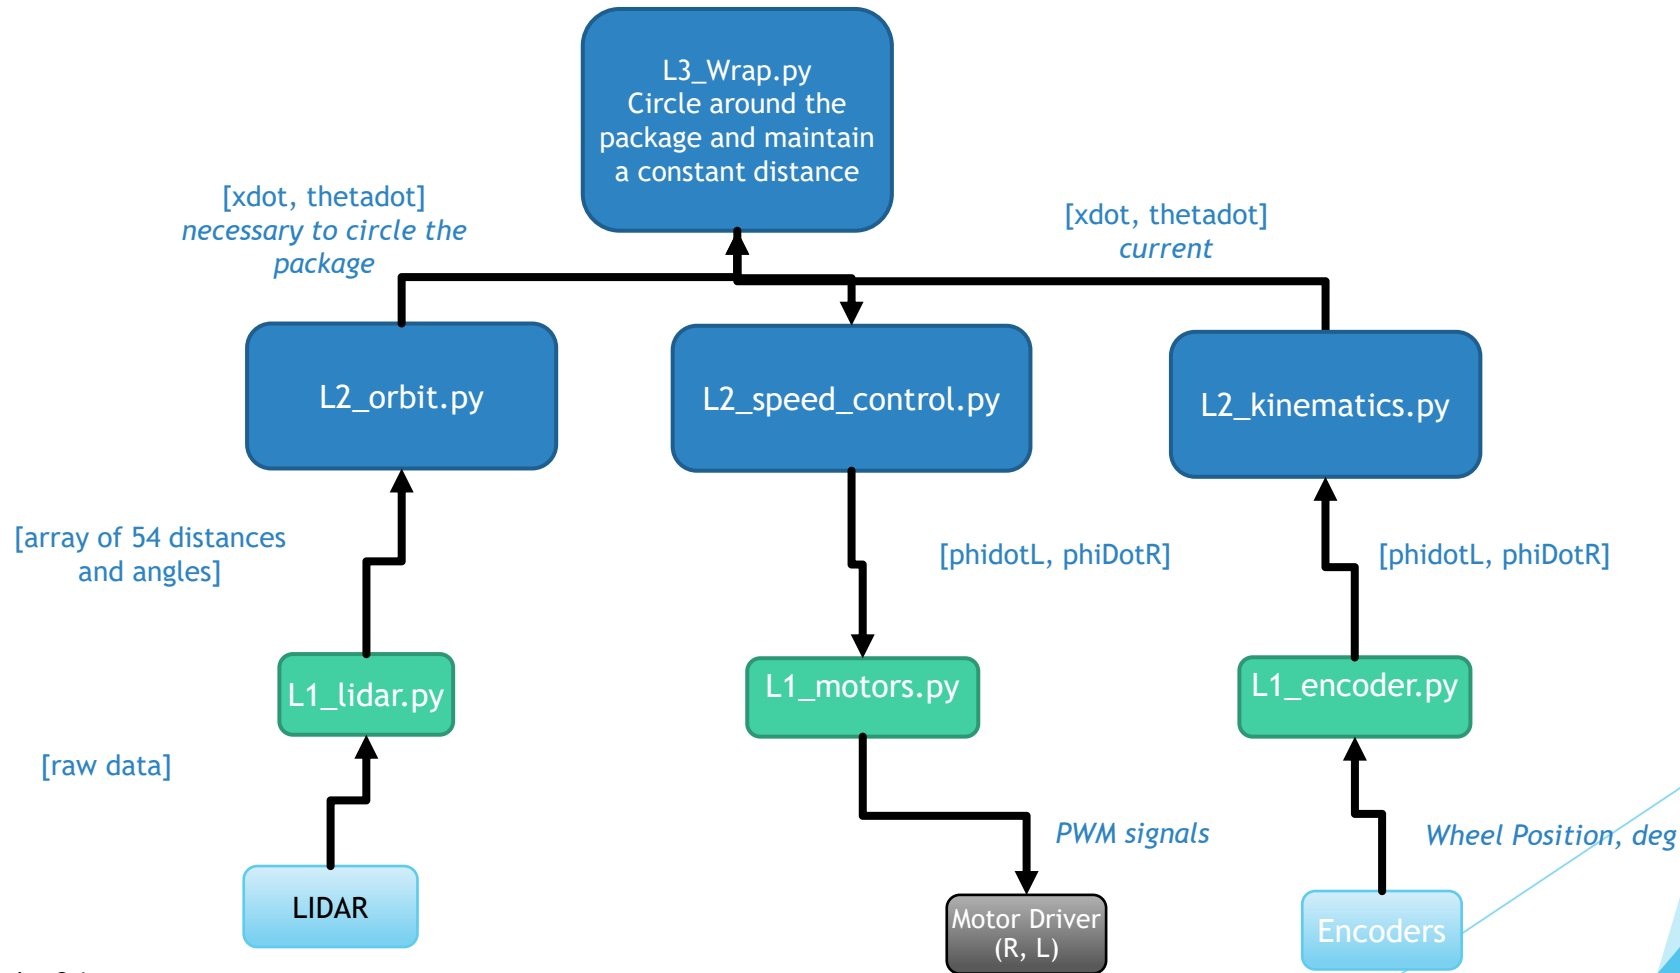 L3_Wrap.py
Circle around the
package and maintain
a constant distance
[xdot, thetadot]
necessary to circle the
package
[xdot, thetadot]
current
L2_orbit.py
L2_speed_control.py
L2_kinematics.py
[array of 54 distances
and angles]
[phidotL, phiDotR]
[phidotL, phiDotR]
L1_lidar.py
L1_motors.py
L1_encoder.py
[raw data]
PWM signals
Wheel Position, deg
LIDAR
Motor Driver
(R, L)
Encoders